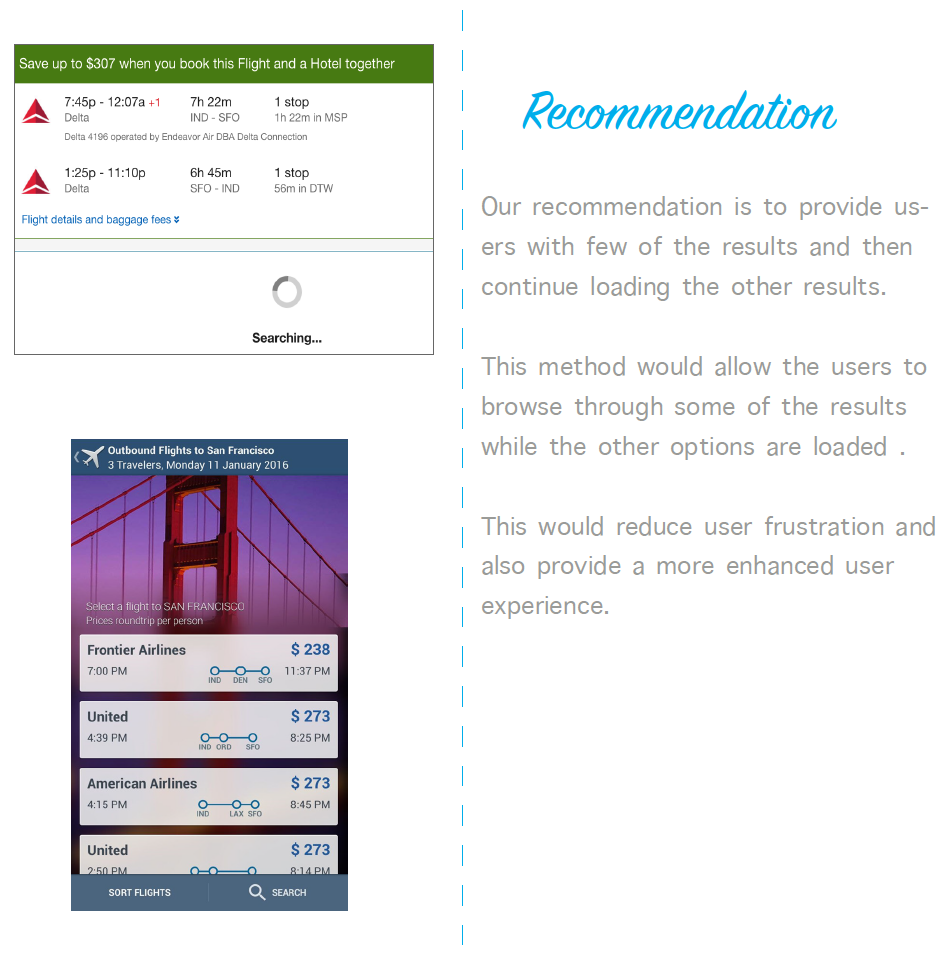 Save up to $307 when you book this Flight and a Hotel together
7:45p - 12:07a +1 7h 22m 1 stop
Delta IND - SFO 1h 22m in MSP
Delta 4196 operated by Endeavor Air DBA Delta Connection
1:25p - 11:10p 6h 45m 1 stop
Delta SFO - IND 56m in DTW
Flight details and baggage fees
Searching...
Outbound Flights to San Francisco
3 Travelers, Monday 11 January 2016
Select a flight to SAN FRANCISCO
Prices roundtrip per person
Frontier Airlines $ 238
7:00 PM 11:37 PM
IND DEN SFO
United $ 273
4:39 PM 8:25 PM
IND ORD SFO
American Airlines $ 273
4:15 PM 8:45 PM
IND LAX SFO
United $ 273
2:50 PM 8:14 PM
SORT FLIGHTS SEARCH
Recommendation
Our recommendation is to provide us-
ers with few of the results and then
continue loading the other results.
This method would allow the users to
browse through some of the results
while the other options are loaded .
This would reduce user frustration and
also provide a more enhanced user
experience.